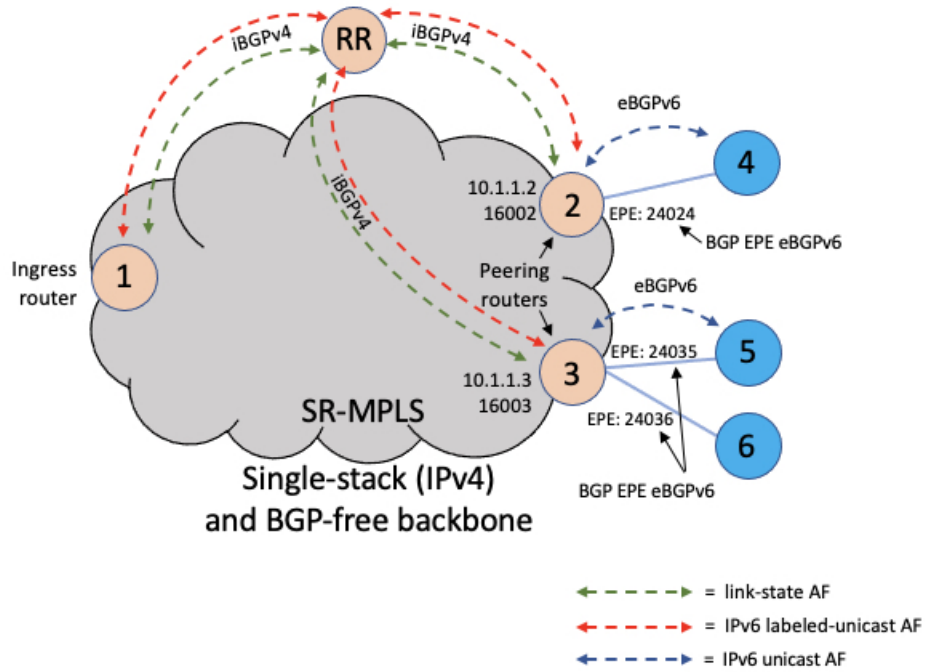 RR
iBGPv4
iBGPv4
iBGPv4
eBGPv6
4
10.1.1.2
16002
2
EPE: 24024
BGP EPE eBGPv6
Ingress
router
1
Peering
routers
eBGPv6
5
EPE: 24035
3
10.1.1.3
16003
EPE: 24036
6
SR-MPLS
BGP EPE eBGPv6
Single-stack (IPv4)
and BGP-free backbone
= link-state AF
= IPv6 labeled-unicast AF
= IPv6 unicast AF